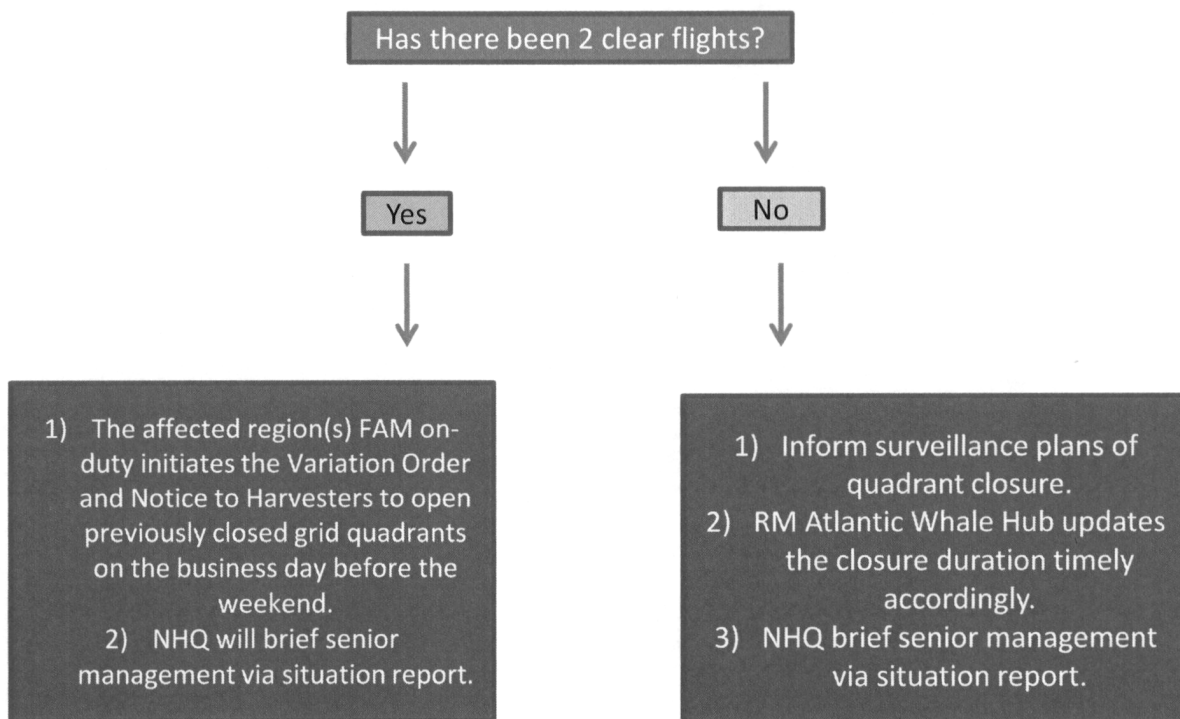 Has there been 2 clear flights?
Yes
No
1) The affected region(s) FAM on-
duty initiates the Variation Order
and Notice to Harvesters to open
previously closed grid quadrants
on the business day before the
weekend.
2) NHQ will brief senior
management via situation report.
1) Inform surveillance plans of
quadrant closure.
2) RM Atlantic Whale Hub updates
the closure duration timely
accordingly.
3) NHQ brief senior management
via situation report.